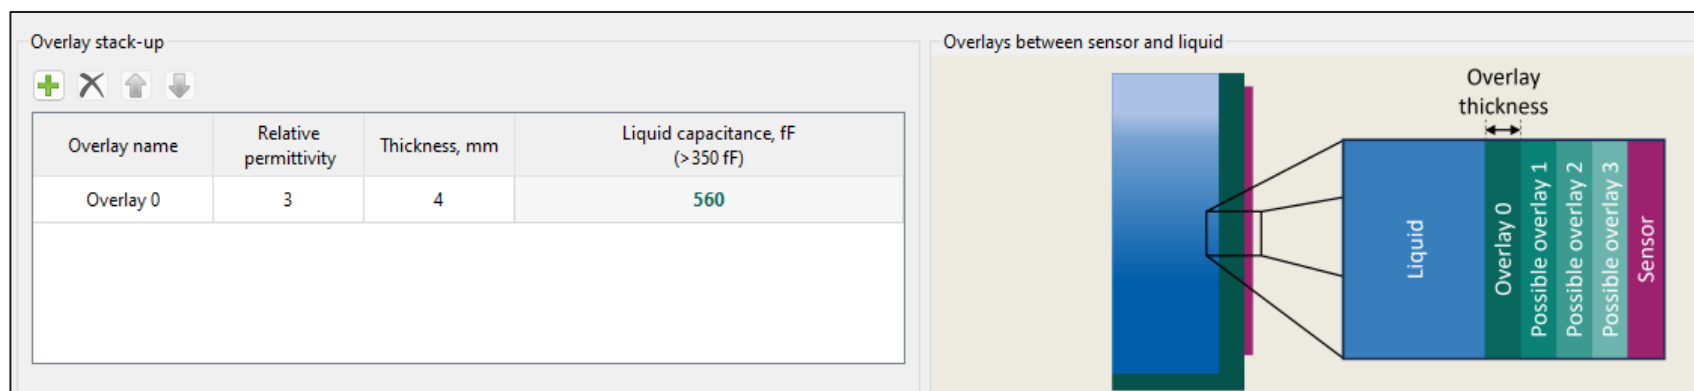 Overlay stack-up
Overlay name
Relative
permittivity
Thickness, mm
Liquid capacitance, fF
(>350 fF)
Overlay 0
3
4
560
Overlays between sensor and liquid
Overlay
thickness
Liquid
Overlay 0
Possible overlay 1
Possible overlay 2
Possible overlay 3
Sensor